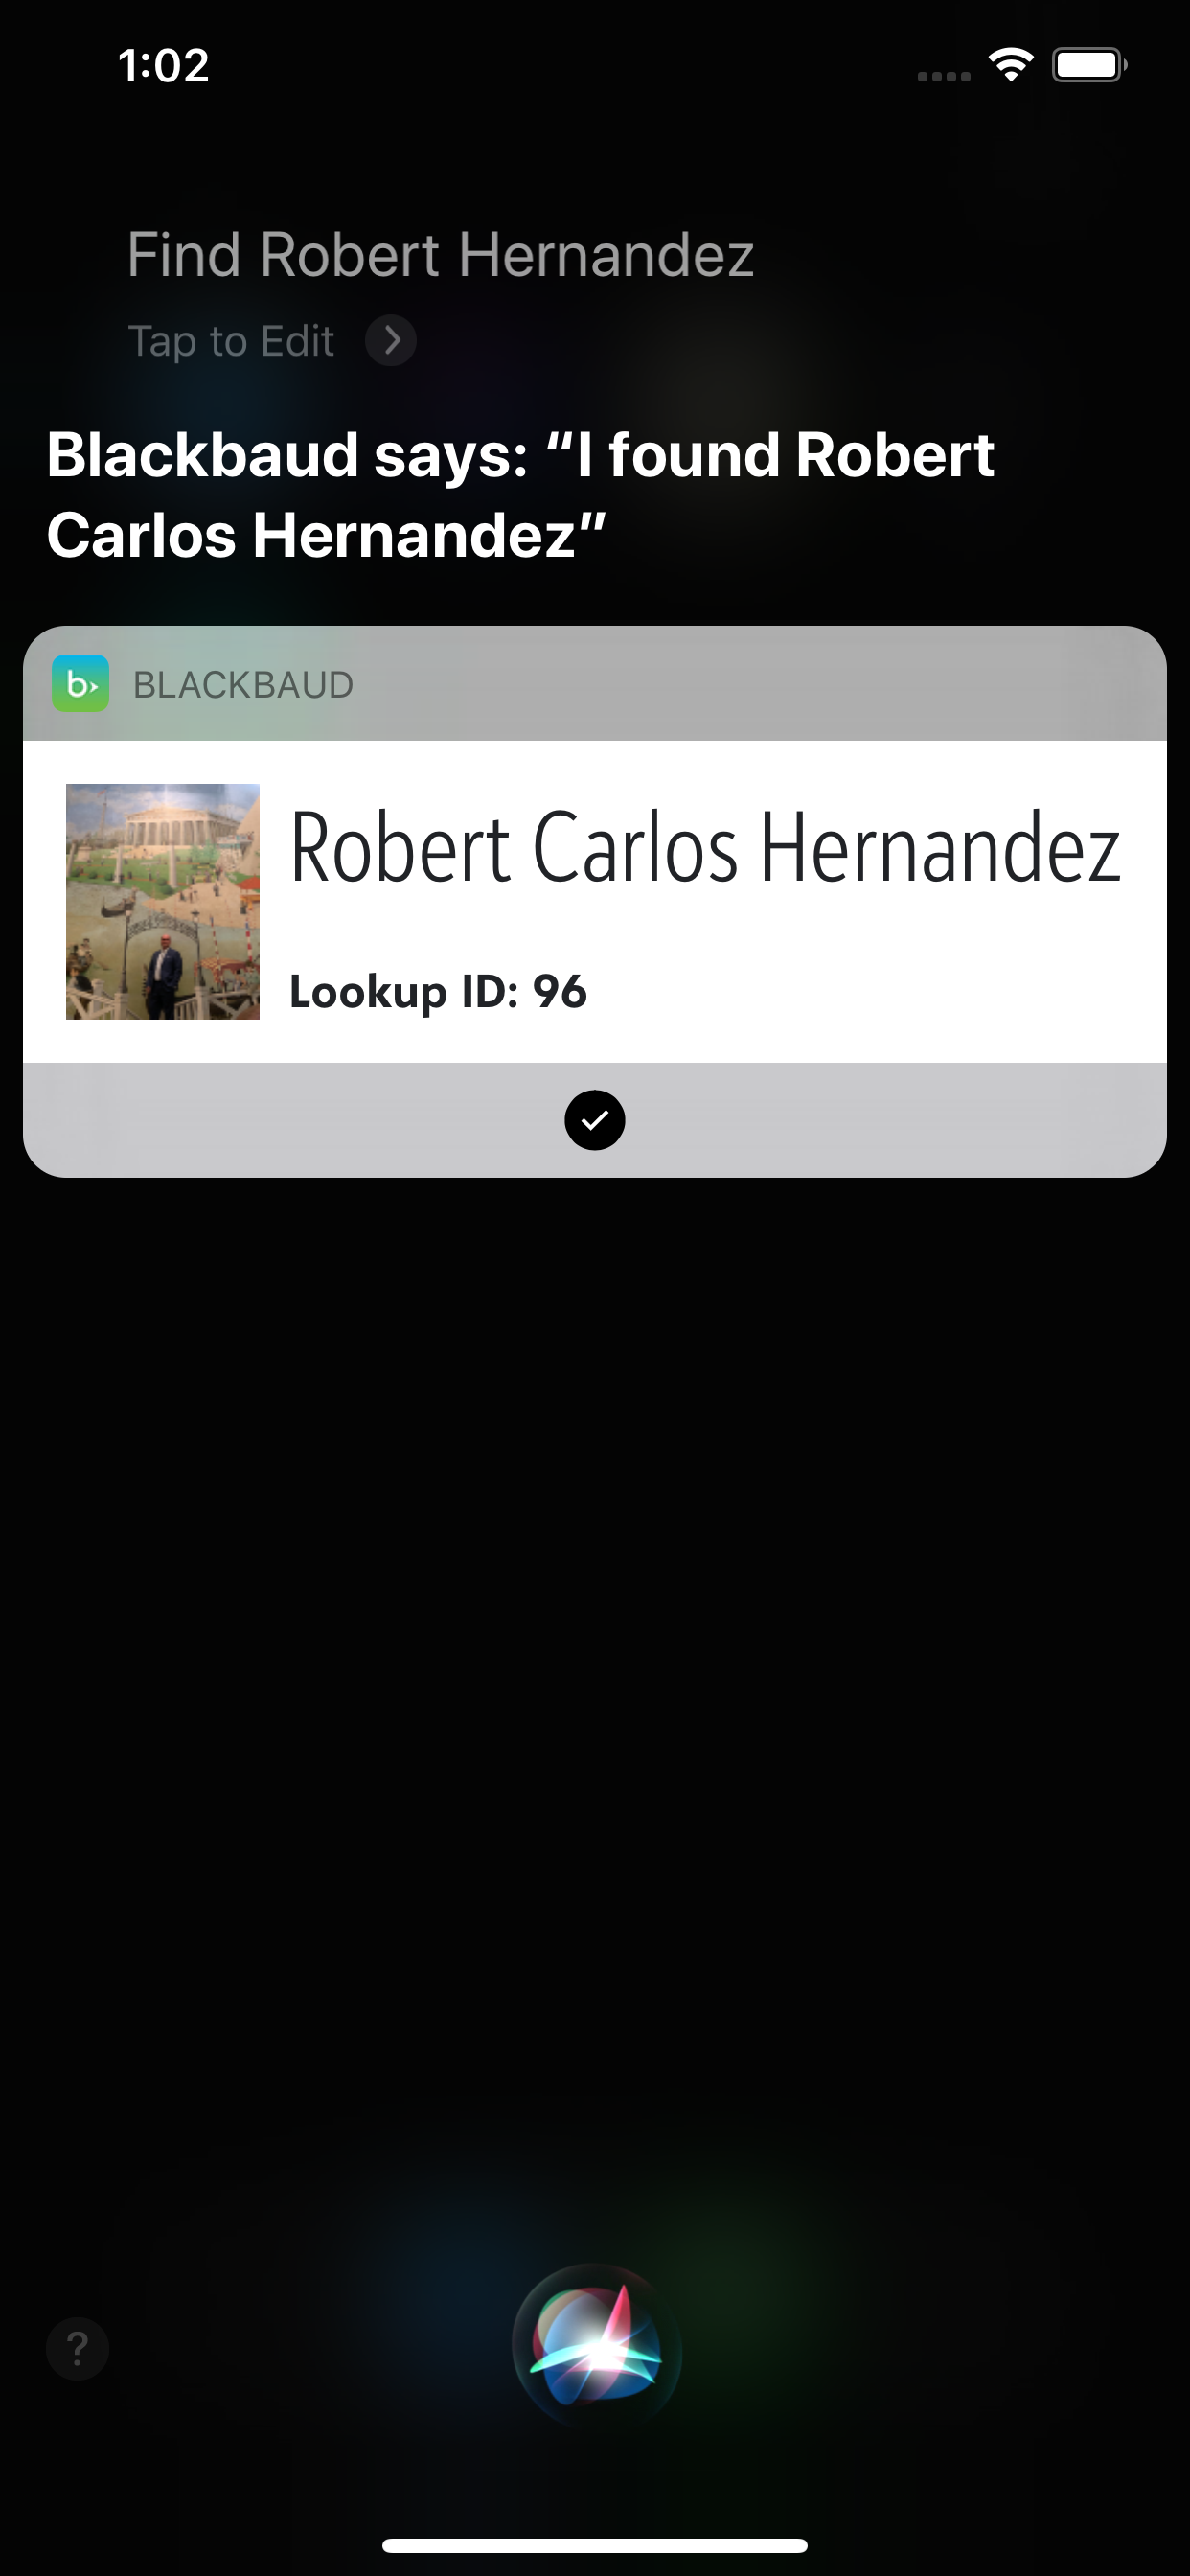 1:02
Find Robert Hernandez
Tap to Edit
Blackbaud says: “I found Robert
Carlos Hernandez”
b BLACKBAUD
Robert Carlos Hernandez
Lookup ID: 96
?